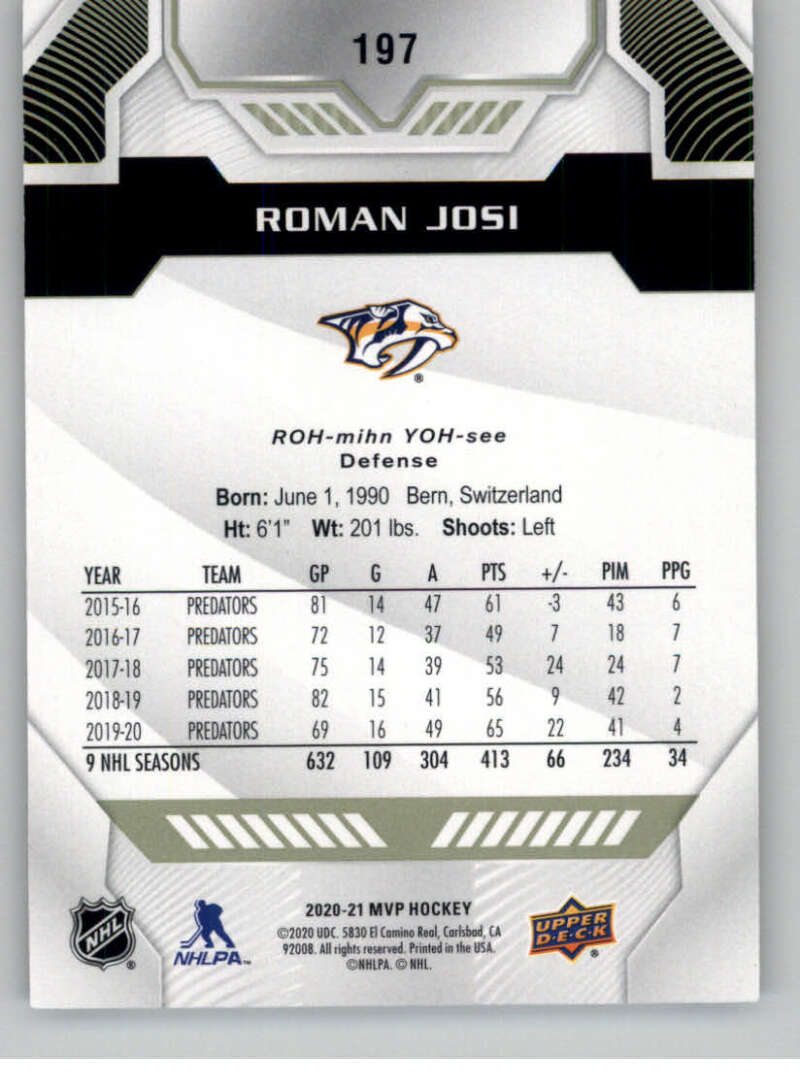 197
ROMAN JOSI
®
ROH-mihn YOH-see
Defense
Born: June 1, 1990 Bern, Switzerland
Ht: 6'1" Wt: 201 lbs. Shoots: Left
YEAR TEAM GP G A PTS +/- PIM PPG
2015-16 PREDATORS 81 14 47 61 -3 43 6
2016-17 PREDATORS 72 12 37 49 7 18 7
2017-18 PREDATORS 75 14 39 53 24 24 7
2018-19 PREDATORS 82 15 41 56 9 42 2
2019-20 PREDATORS 69 16 49 65 22 41 4
9 NHL SEASONS 632 109 304 413 66 234 34
NHL ®
NHLPA™
2020-21 MVP HOCKEY
©2020 UDC. 5830 El Camino Real, Carlsbad, CA
92008. All rights reserved. Printed in the USA.
©NHLPA. © NHL.
UPPER
D·E·C·K ®